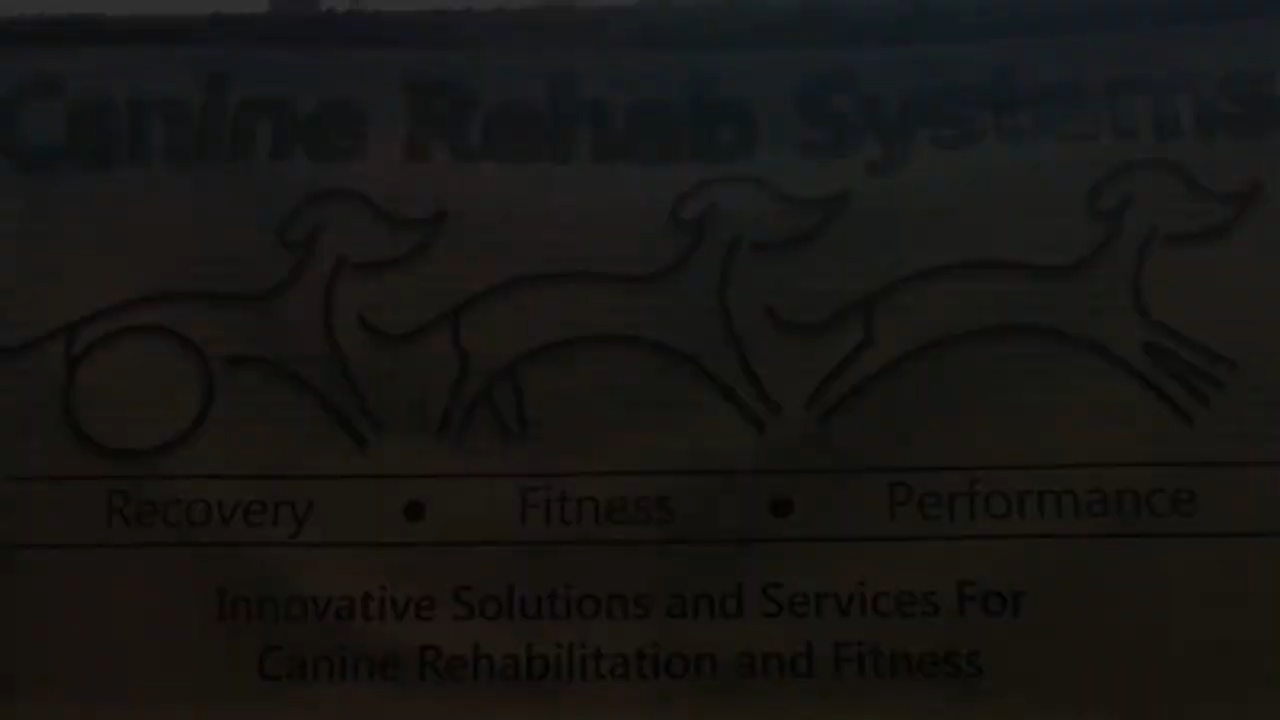 Canine Rehab Systems
Recovery • Fitness • Performance
Innovative Solutions and Services For
Canine Rehabilitation and Fitness